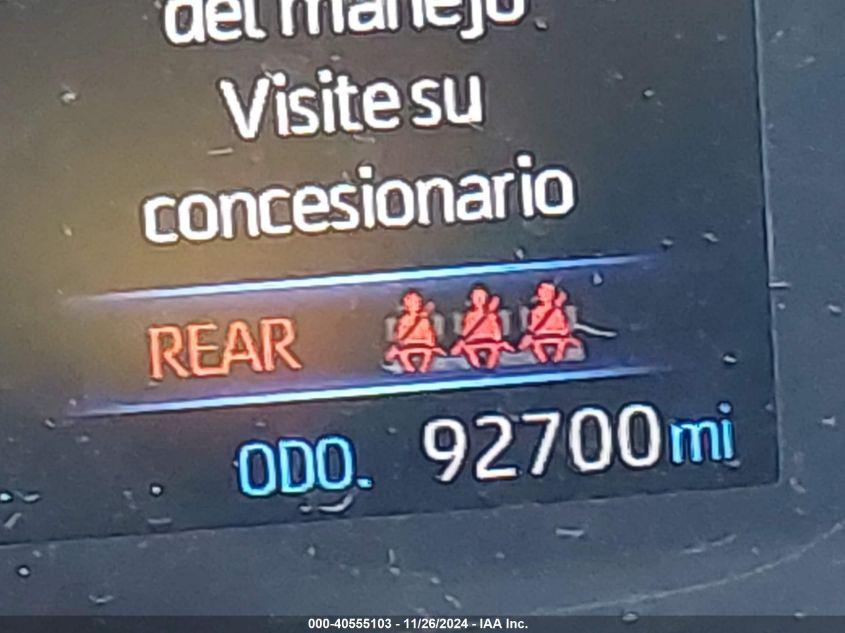 del manejo.
Visite su
concesionario
REAR
ODO. 92700 mi
000-40555103 - 11/26/2024 - IAA Inc.